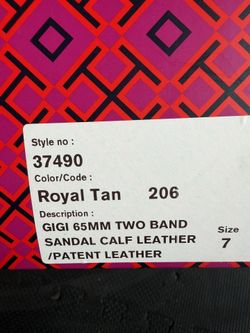 Style no :
37490
Color/Code :
Royal Tan 206
Description :
GIGI 65MM TWO BAND
SANDAL CALF LEATHER
/PATENT LEATHER
Size
7